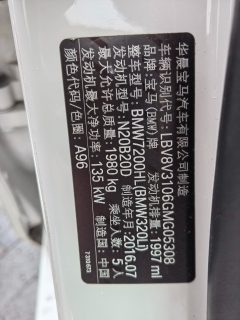 华晨宝马汽车有限公司制造
车辆识别代号: LBV8V3106GMG05308
品牌: 宝马(BMW)牌 发动机排量: 1997 ml
型号: BMW7200HL (BMW320Li)
发动机型号: N20B20D 制造年月: 2016.07
最大允许总质量: 1980 kg 乘坐人数: 5 人
发动机最大净功率: 135 kW 制造国: 中国
颜色代码/色圈: A96